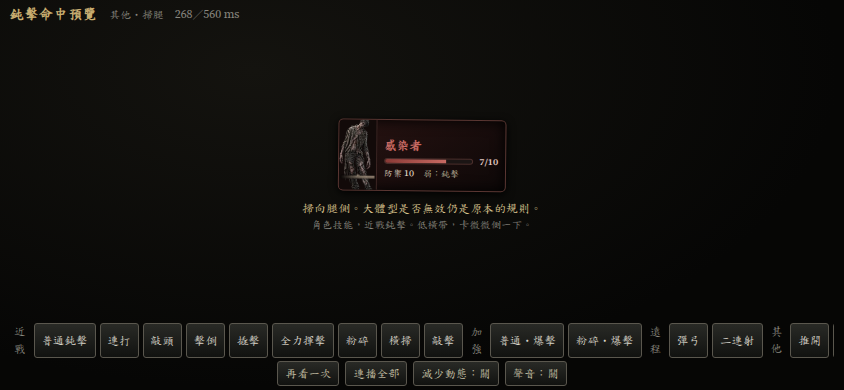 鈍擊命中預覽 其他・掃腿 268／560 ms
感染者
7/10
防禦 10 弱：鈍擊
掃向腿側。大體型是否無效仍是原本的規則。
角色技能，近戰鈍擊。低橫帶，卡微微側一下。
近戰 普通鈍擊 連打 敲頭 擊倒 撬擊 全力揮擊 粉碎 橫掃 敲擊 加強 普通・爆擊 粉碎・爆擊 遠程 彈弓 二連射 其他 推開
再看一次 連播全部 減少動態：關 聲音：關